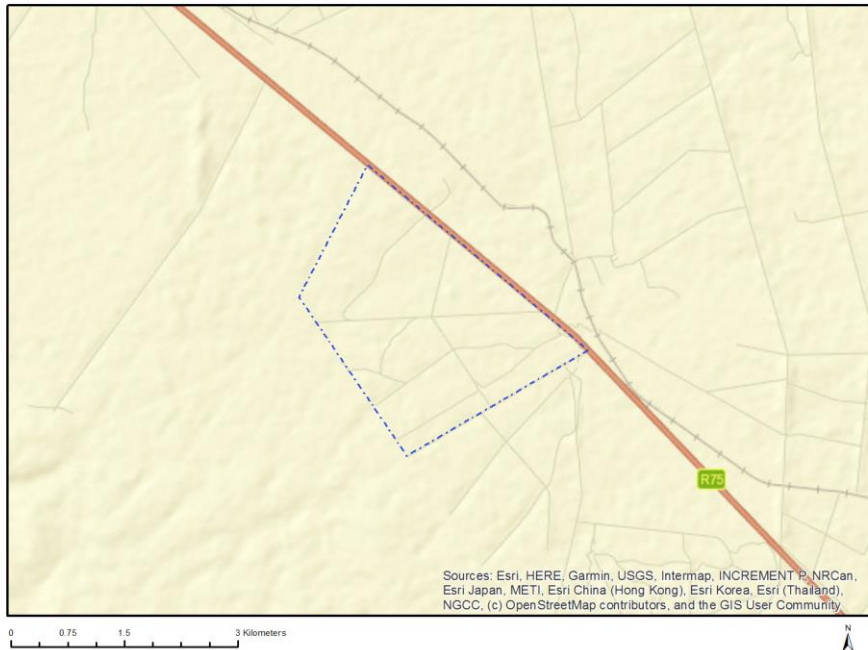 R75
Sources: Esri, HERE, Garmin, USGS, Intermap, INCREMENT P, NRCan,
Esri Japan, METI, Esri China (Hong Kong), Esri Korea, Esri (Thailand),
NGCC, (c) OpenStreetMap contributors, and the GIS User Community
0 0.75 1.5 3 Kilometers
N